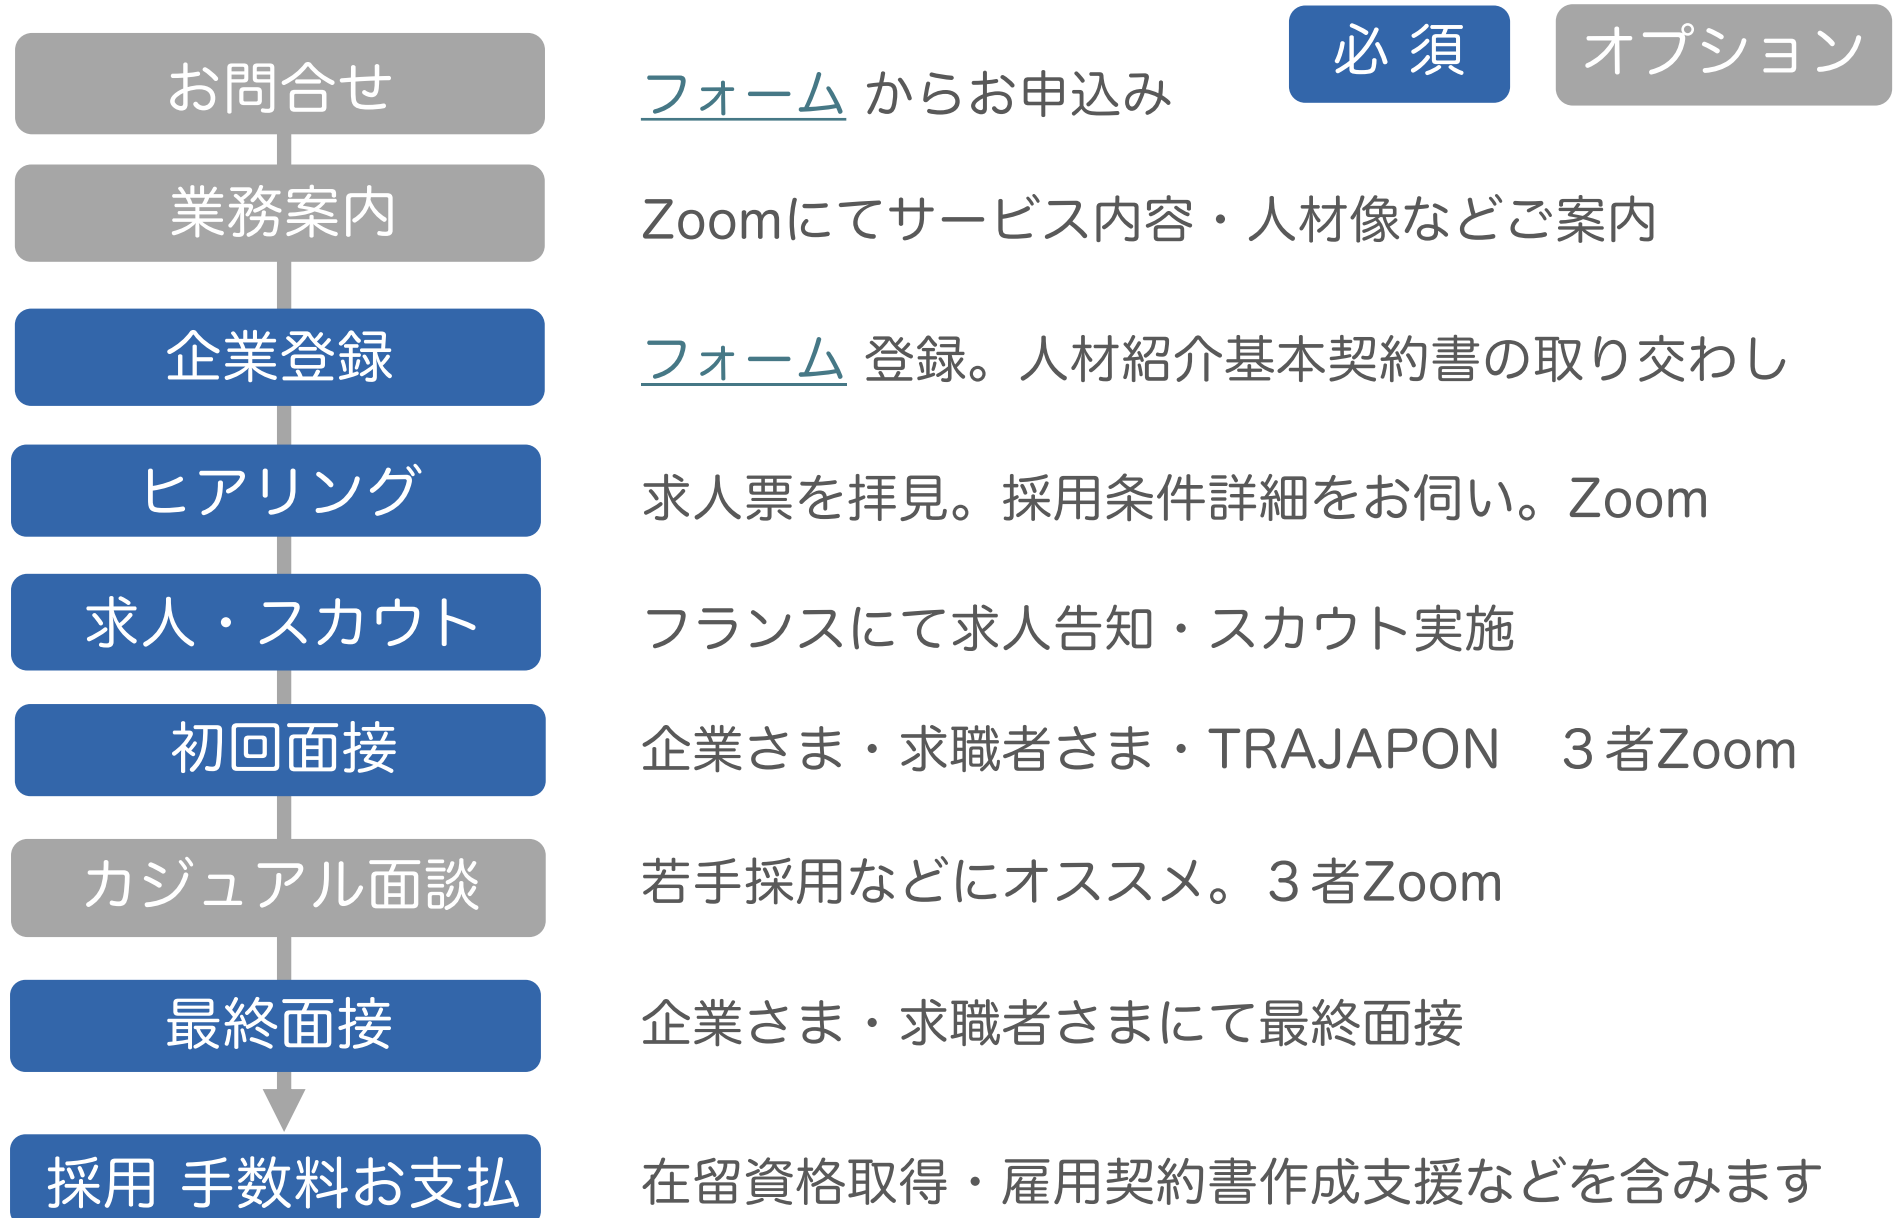 必 須
オプション
お問合せ
フォーム からお申込み
業務案内
Zoomにてサービス内容・人材像などご案内
企業登録
フォーム 登録。人材紹介基本契約書の取り交わし
ヒアリング
求人票を拝見。採用条件詳細をお伺い。Zoom
求人・スカウト
フランスにて求人告知・スカウト実施
初回面接
企業さま・求職者さま・TRAJAPON　３者Zoom
カジュアル面談
若手採用などにオススメ。３者Zoom
最終面接
企業さま・求職者さまにて最終面接
採用 手数料お支払
在留資格取得・雇用契約書作成支援などを含みます